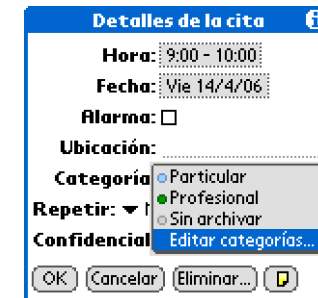 Detalles de la cita
Hora: 9:00 - 10:00
Fecha: Vie 14/4/06
Alarma:
Ubicación:
Categoría
Particular
Profesional
Sin archivar
Editar categorías...
Repetir:
Confidencial
OK Cancelar Eliminar...